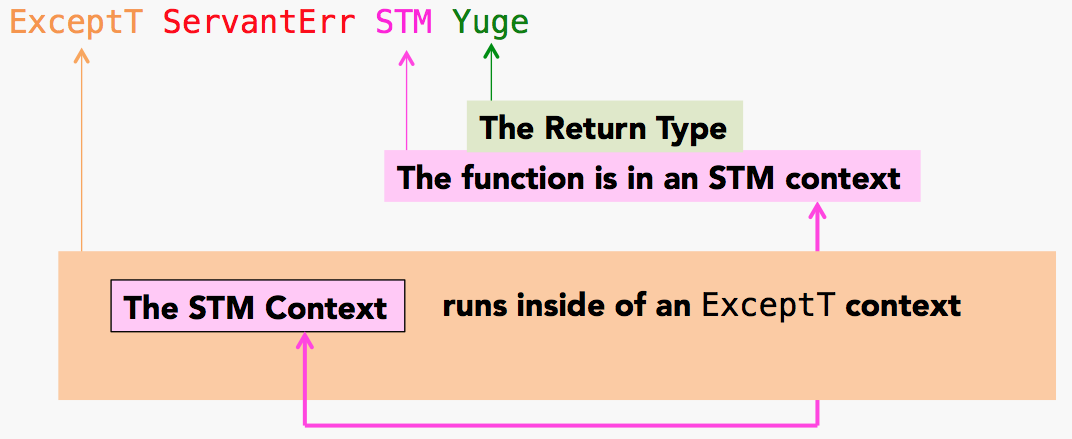 ExceptT ServantErr STM Yuge
The Return Type
The function is in an STM context
The STM Context runs inside of an ExceptT context